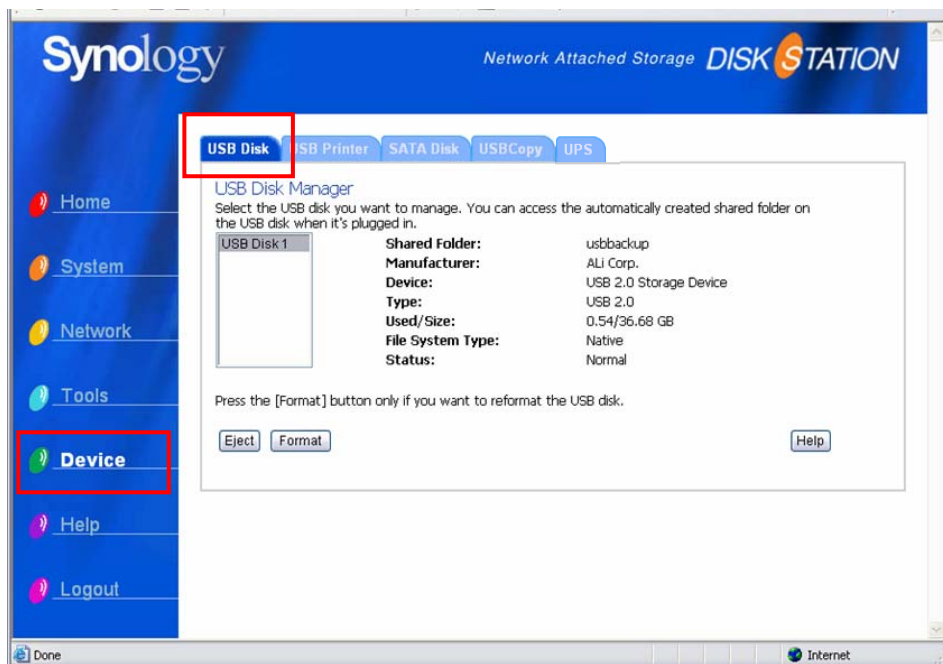 Synology
Network Attached Storage DISK STATION
USB Disk USB Printer SATA Disk USBCopy UPS
Home
System
Network
Tools
Device
Help
Logout
USB Disk Manager
Select the USB disk you want to manage. You can access the automatically created shared folder on
the USB disk when it's plugged in.
USB Disk 1
Shared Folder: usbbackup
Manufacturer: ALi Corp.
Device: USB 2.0 Storage Device
Type: USB 2.0
Used/Size: 0.54/36.68 GB
File System Type: Native
Status: Normal
Press the [Format] button only if you want to reformat the USB disk.
Eject Format Help
Done Internet